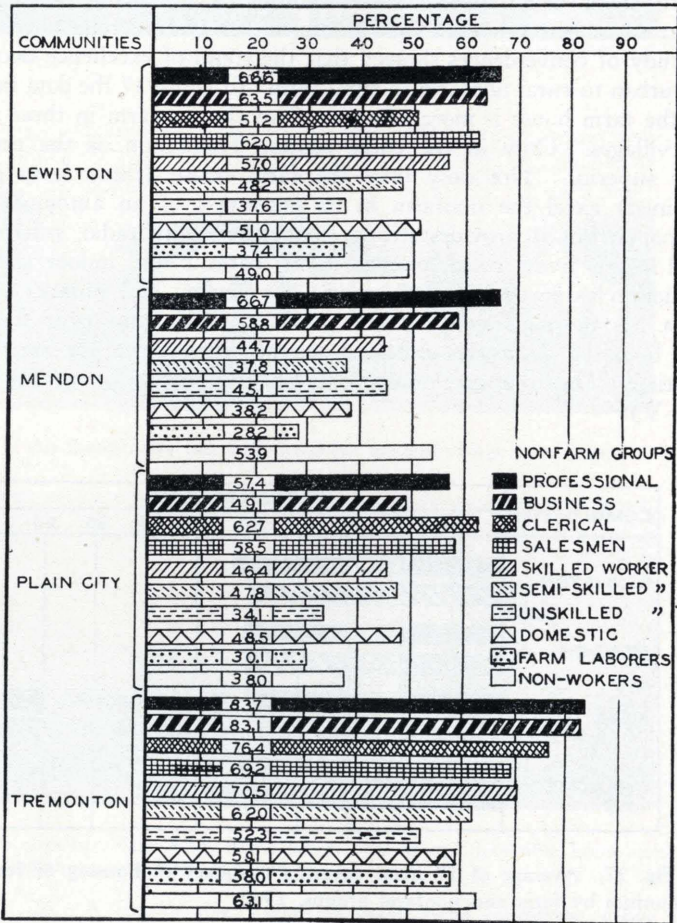 COMMUNITIES
PERCENTAGE
10 20 30 40 50 60 70 80 90
LEWISTON
66.6
63.5
51.2
62.0
57.0
48.2
37.6
51.0
37.4
49.0
MENDON
66.7
58.8
44.7
37.8
45.1
38.2
28.2
53.9
PLAIN CITY
57.4
49.1
62.7
58.5
46.4
47.8
34.1
48.5
30.1
38.0
TREMONTON
83.7
83.1
76.4
69.2
70.5
62.0
52.3
59.1
58.0
63.1
NONFARM GROUPS
PROFESSIONAL
BUSINESS
CLERICAL
SALESMEN
SKILLED WORKER
SEMI-SKILLED "
UNSKILLED "
DOMESTIC
FARM LABORERS
NON-WOKERS